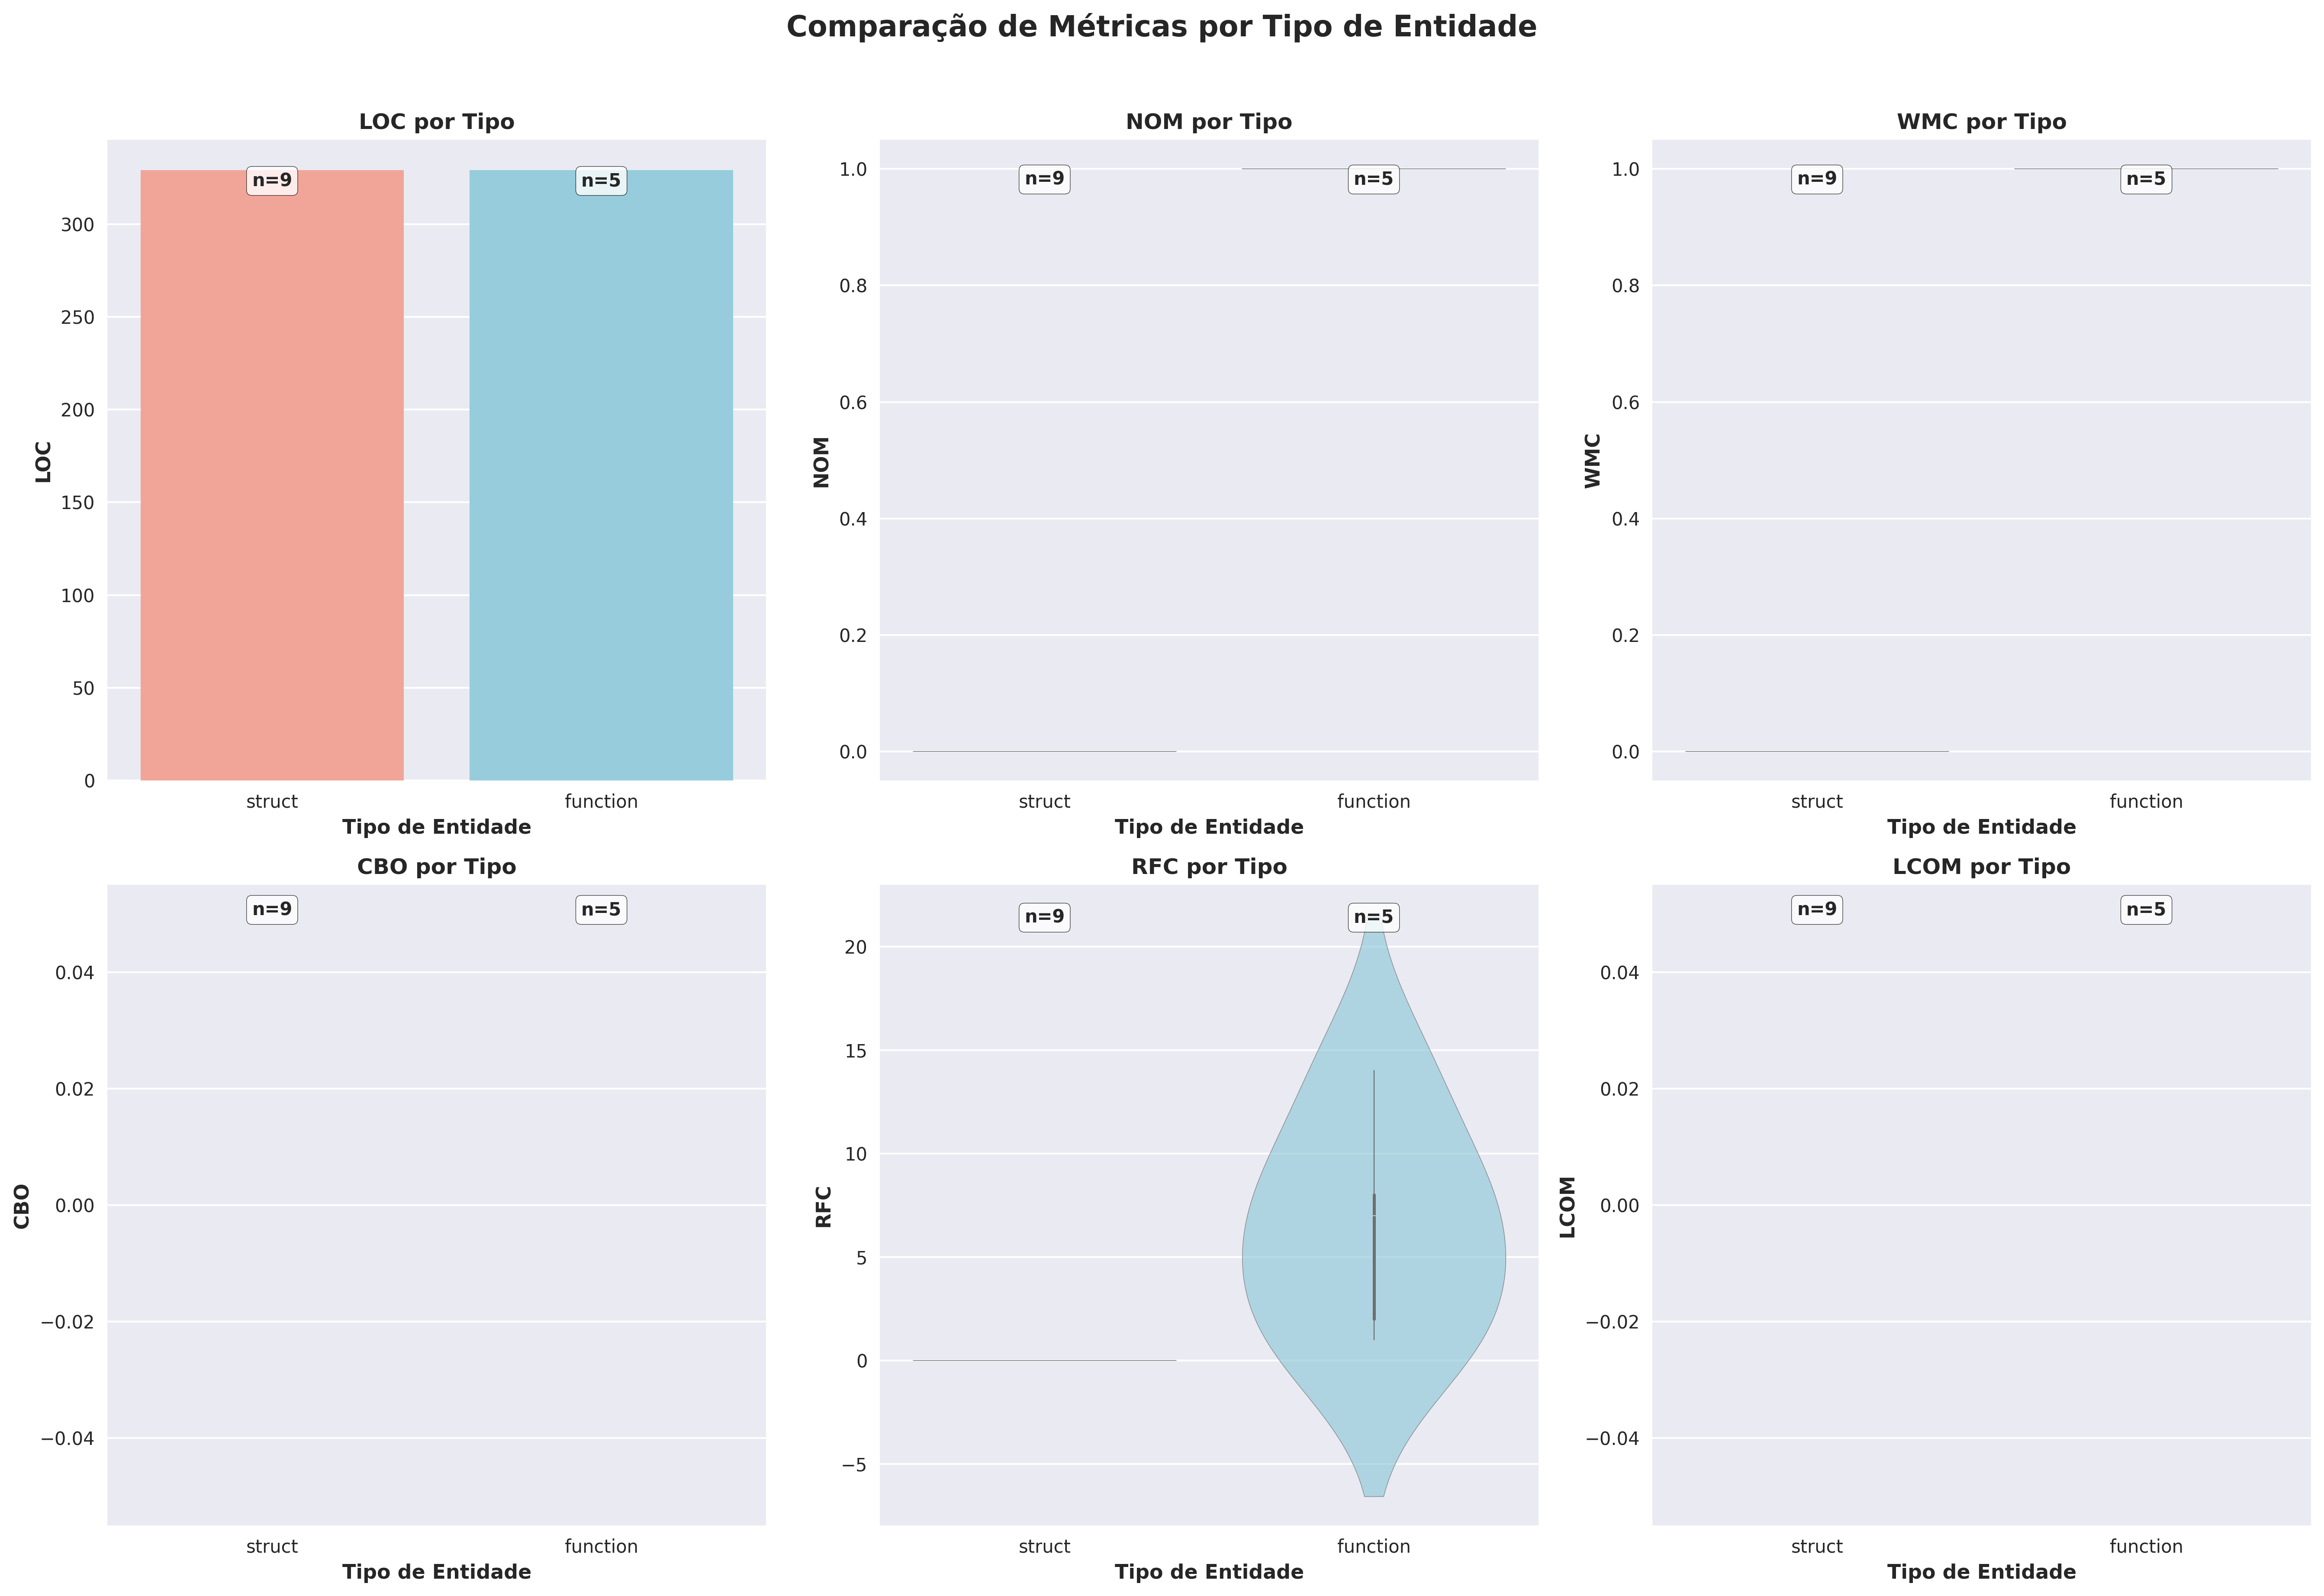 Comparação de Métricas por Tipo de Entidade
LOC por Tipo
n=9
n=5
300
250
200
150
100
50
0
LOC
struct
function
Tipo de Entidade
NOM por Tipo
n=9
n=5
1.0
0.8
0.6
0.4
0.2
0.0
NOM
struct
function
Tipo de Entidade
WMC por Tipo
n=9
n=5
1.0
0.8
0.6
0.4
0.2
0.0
WMC
struct
function
Tipo de Entidade
CBO por Tipo
n=9
n=5
0.04
0.02
0.00
−0.02
−0.04
CBO
struct
function
Tipo de Entidade
RFC por Tipo
n=9
n=5
20
15
10
5
0
−5
RFC
struct
function
Tipo de Entidade
LCOM por Tipo
n=9
n=5
0.04
0.02
0.00
−0.02
−0.04
LCOM
struct
function
Tipo de Entidade